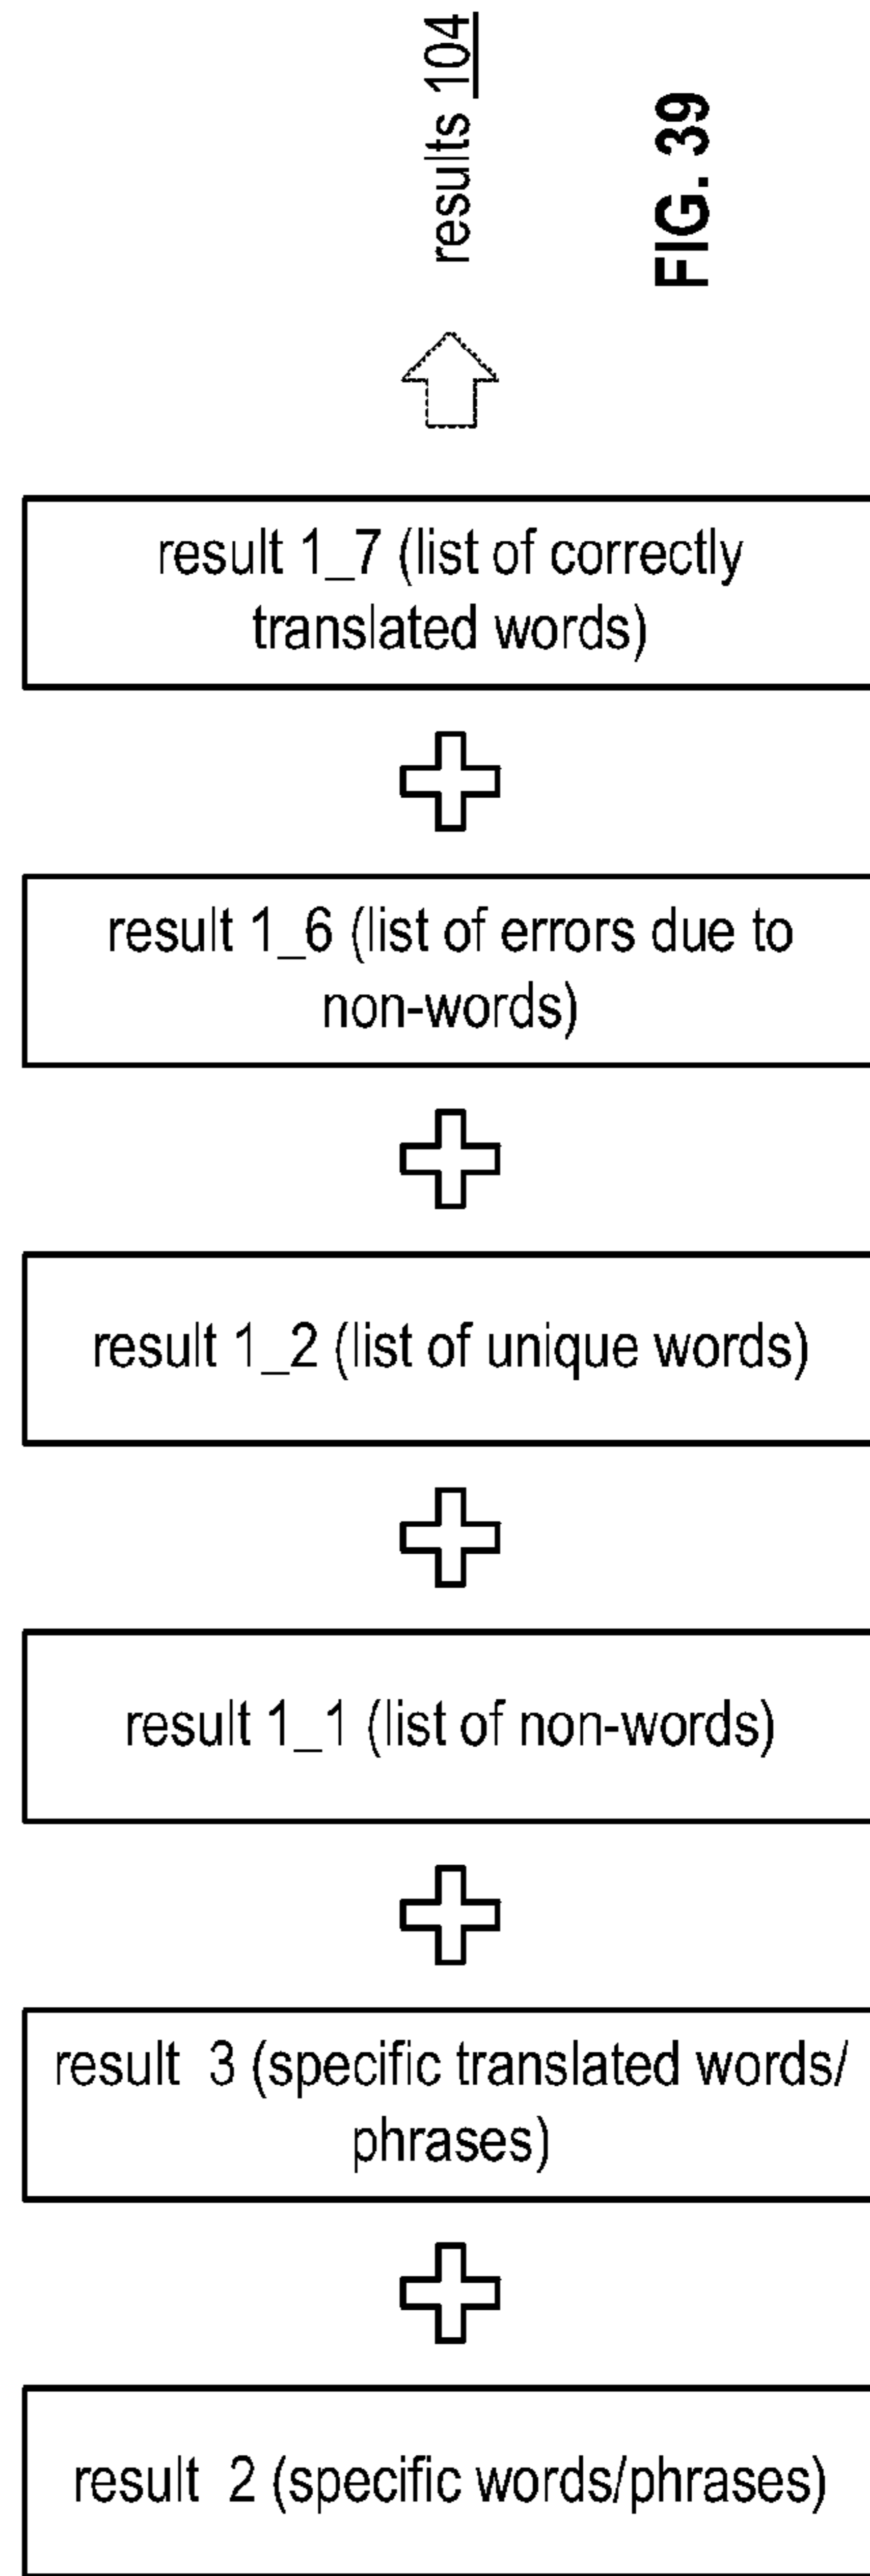 results 104
FIG. 39
result 1_7 (list of correctly
translated words)
result 1_6 (list of errors due to
non-words)
result 1_2 (list of unique words)
result 1_1 (list of non-words)
result 3 (specific translated words/
phrases)
result 2 (specific words/phrases)